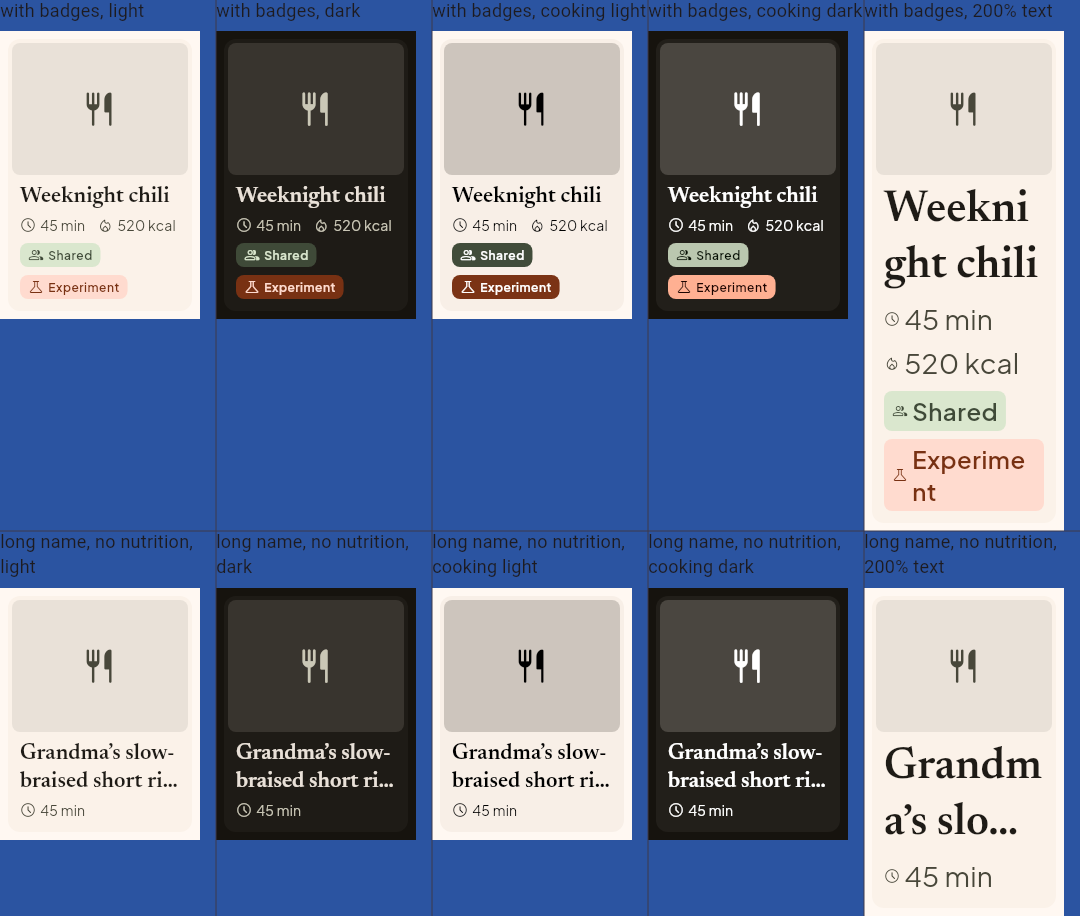 with badges, light
with badges, dark
with badges, cooking light
with badges, cooking dark
with badges, 200% text
Weeknight chili
45 min 520 kcal
Shared
Experiment
Weeknight chili
45 min 520 kcal
Shared
Experiment
Weeknight chili
45 min 520 kcal
Shared
Experiment
Weeknight chili
45 min 520 kcal
Shared
Experiment
Weekni
ght chili
45 min
520 kcal
Shared
Experime
nt
long name, no nutrition,
light
long name, no nutrition,
dark
long name, no nutrition,
cooking light
long name, no nutrition,
cooking dark
long name, no nutrition,
200% text
Grandma’s slow-
braised short ri...
45 min
Grandma’s slow-
braised short ri...
45 min
Grandma’s slow-
braised short ri...
45 min
Grandma’s slow-
braised short ri...
45 min
Grandm
a’s slo...
45 min